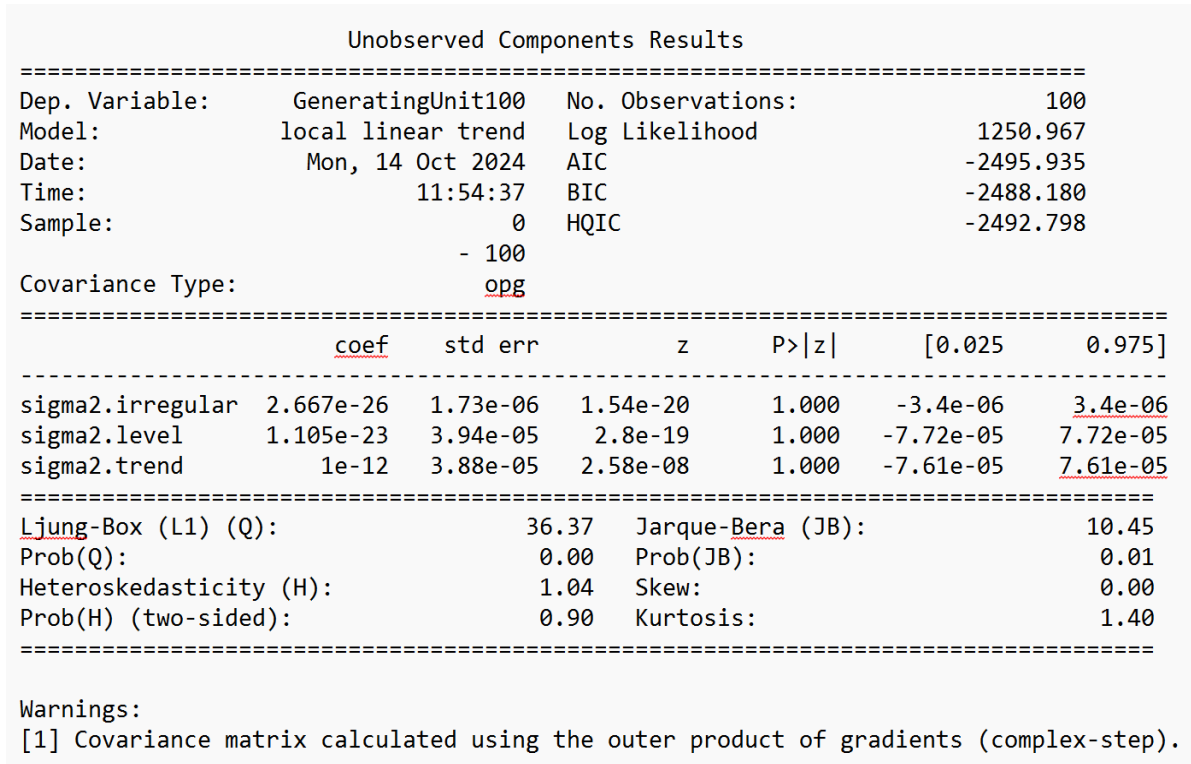 Unobserved Components Results
==============================================================================
Dep. Variable: GeneratingUnit100 No. Observations: 100
Model: local linear trend Log Likelihood 1250.967
Date: Mon, 14 Oct 2024 AIC -2495.935
Time: 11:54:37 BIC -2488.180
Sample: 0 HQIC -2492.798
- 100
Covariance Type: opg
====================================================================================
coef std err z P>|z| [0.025 0.975]
------------------------------------------------------------------------------------
sigma2.irregular 2.667e-26 1.73e-06 1.54e-20 1.000 -3.4e-06 3.4e-06
sigma2.level 1.105e-23 3.94e-05 2.8e-19 1.000 -7.72e-05 7.72e-05
sigma2.trend 1e-12 3.88e-05 2.58e-08 1.000 -7.61e-05 7.61e-05
===================================================================================
Ljung-Box (L1) (Q): 36.37 Jarque-Bera (JB): 10.45
Prob(Q): 0.00 Prob(JB): 0.01
Heteroskedasticity (H): 1.04 Skew: 0.00
Prob(H) (two-sided): 0.90 Kurtosis: 1.40
===================================================================================
Warnings:
[1] Covariance matrix calculated using the outer product of gradients (complex-step).